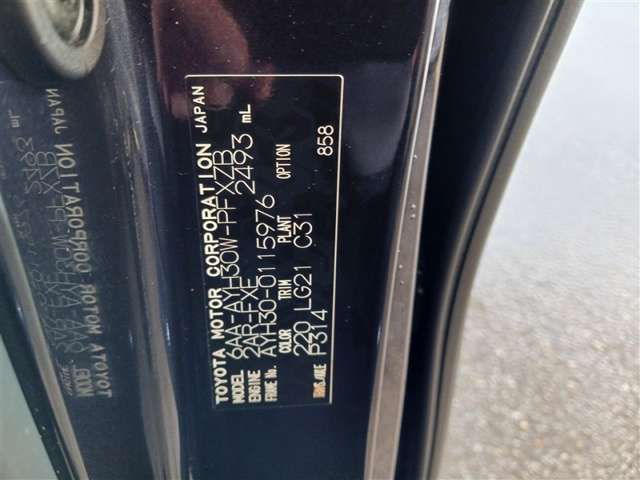 TOYOTA MOTOR CORPORATION JAPAN
MODEL 6AA-AYH30W-PFXZB
ENGINE 2AR-FXE 2493 mL
FRAME No. AYH30-0115976
COLOR TRIM PLANT OPTION
220 LG21 C31 858
P314